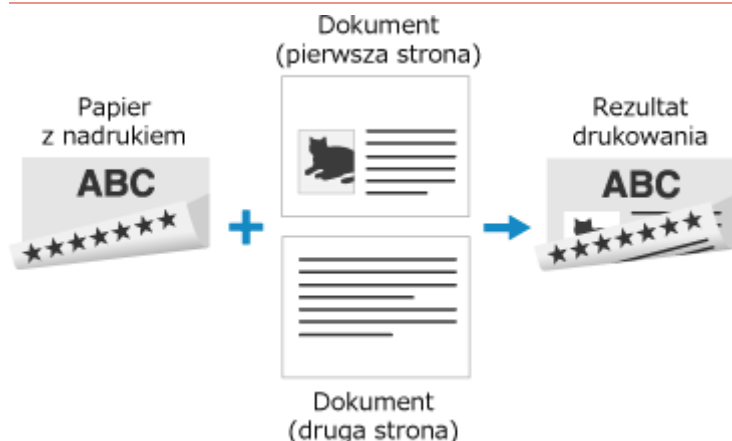 Dokument
(pierwsza strona)
Papier
z nadrukiem
Rezultat
drukowania
ABC
ABC
Dokument
(druga strona)